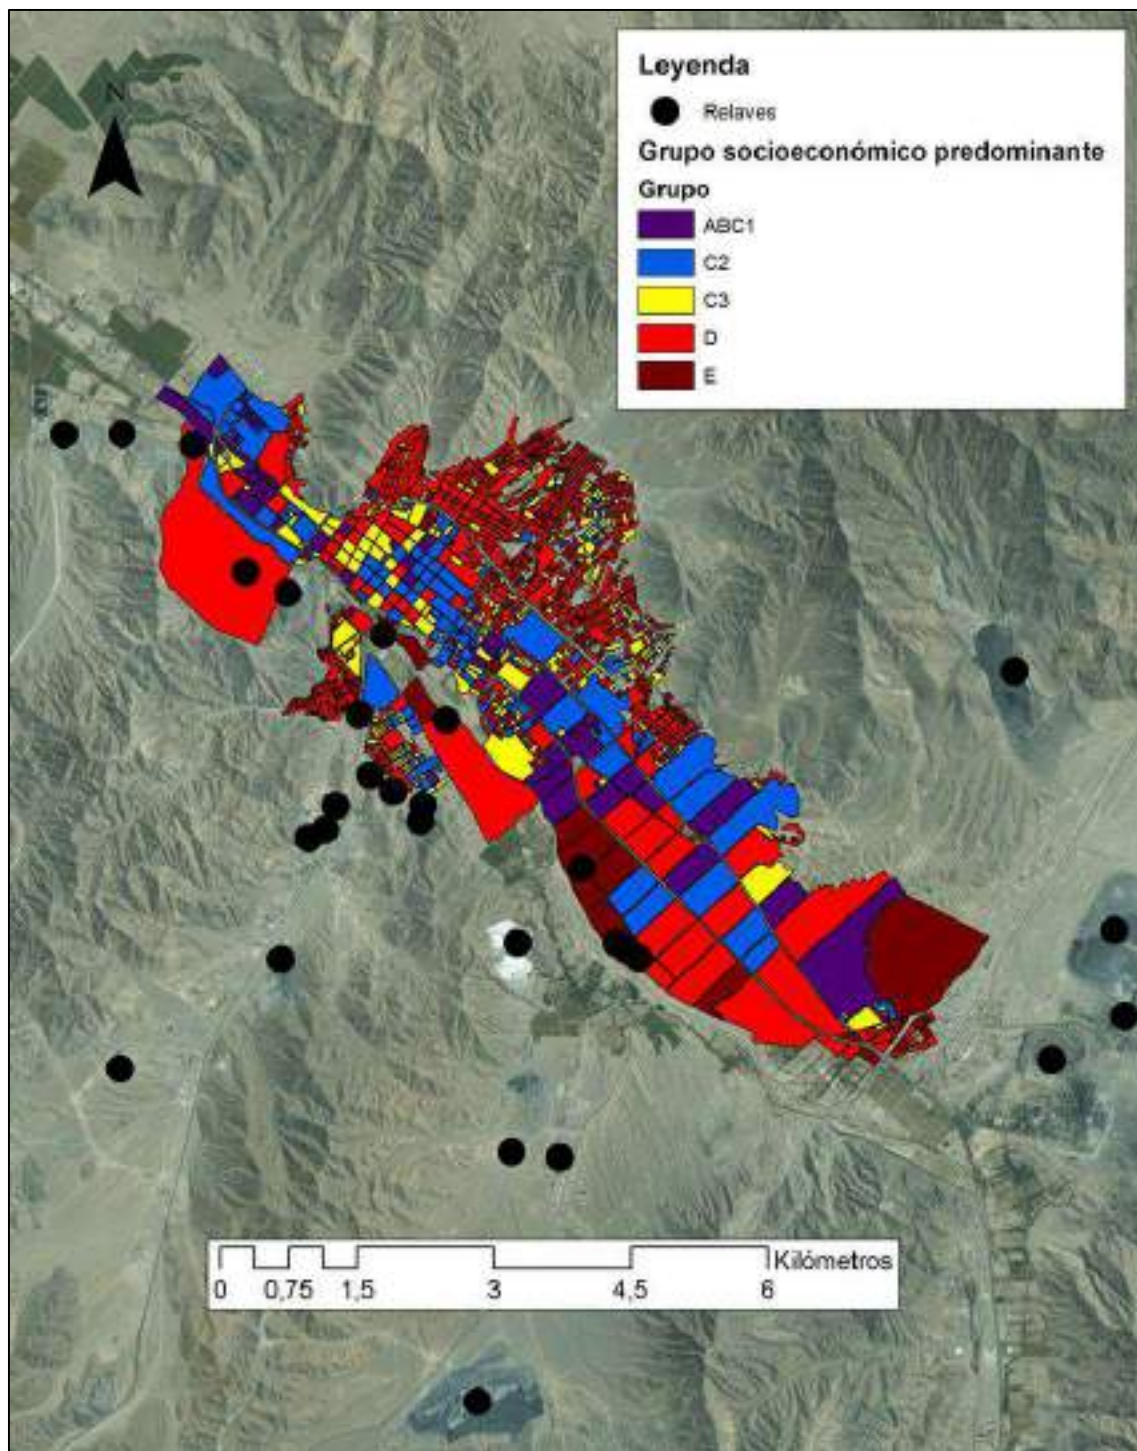 N
Leyenda
Relaves
Grupo socioeconómico predominante
Grupo
ABC1
C2
C3
D
E
Kilómetros
0 0,75 1,5 3 4,5 6